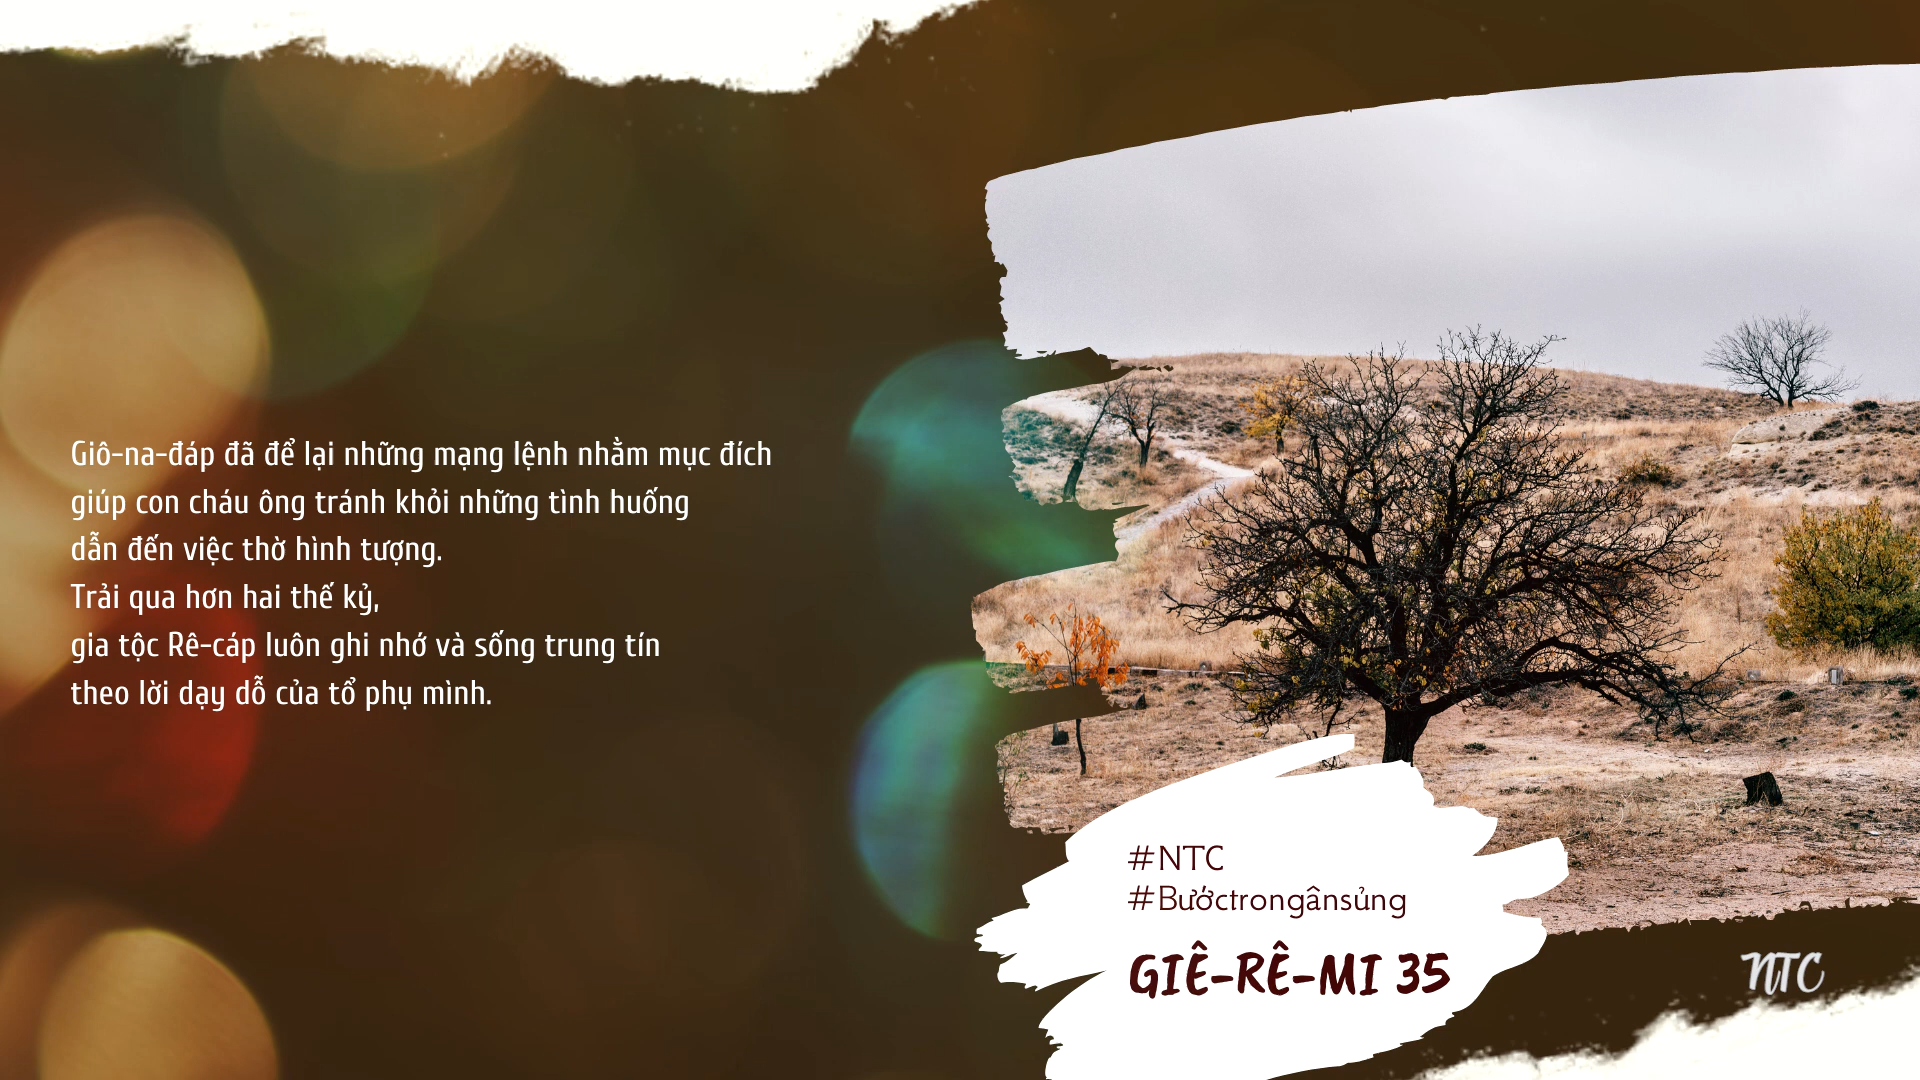 Giô-na-đáp đã để lại những mạng lệnh nhằm mục đích
giúp con cháu ông tránh khỏi những tình huống
dẫn đến việc thờ hình tượng.
Trải qua hơn hai thế kỷ,
gia tộc Rê-cáp luôn ghi nhớ và sống trung tín
theo lời dạy dỗ của tổ phụ mình.
#NTC
#Bướctrongânsủng
GIÊ-RÊ-MI 35
NTC